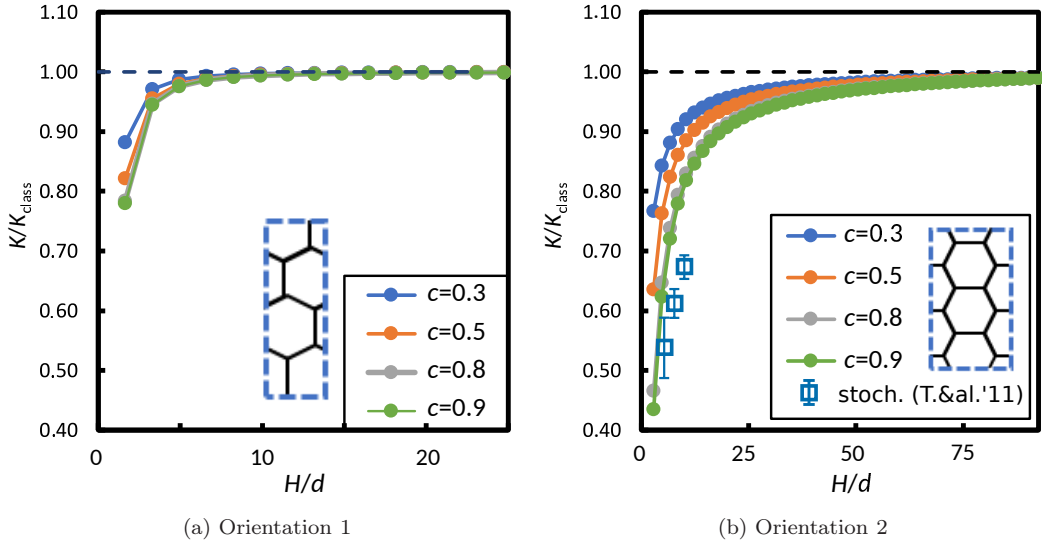 1.10
1.00
0.90
0.80
0.70
0.60
0.50
0.40
K/K_class
0
10
20
H/d
c=0.3
c=0.5
c=0.8
c=0.9
(a) Orientation 1
1.10
1.00
0.90
0.80
0.70
0.60
0.50
0.40
K/K_class
0
25
50
75
H/d
c=0.3
c=0.5
c=0.8
c=0.9
stoch. (T.&al.'11)
(b) Orientation 2